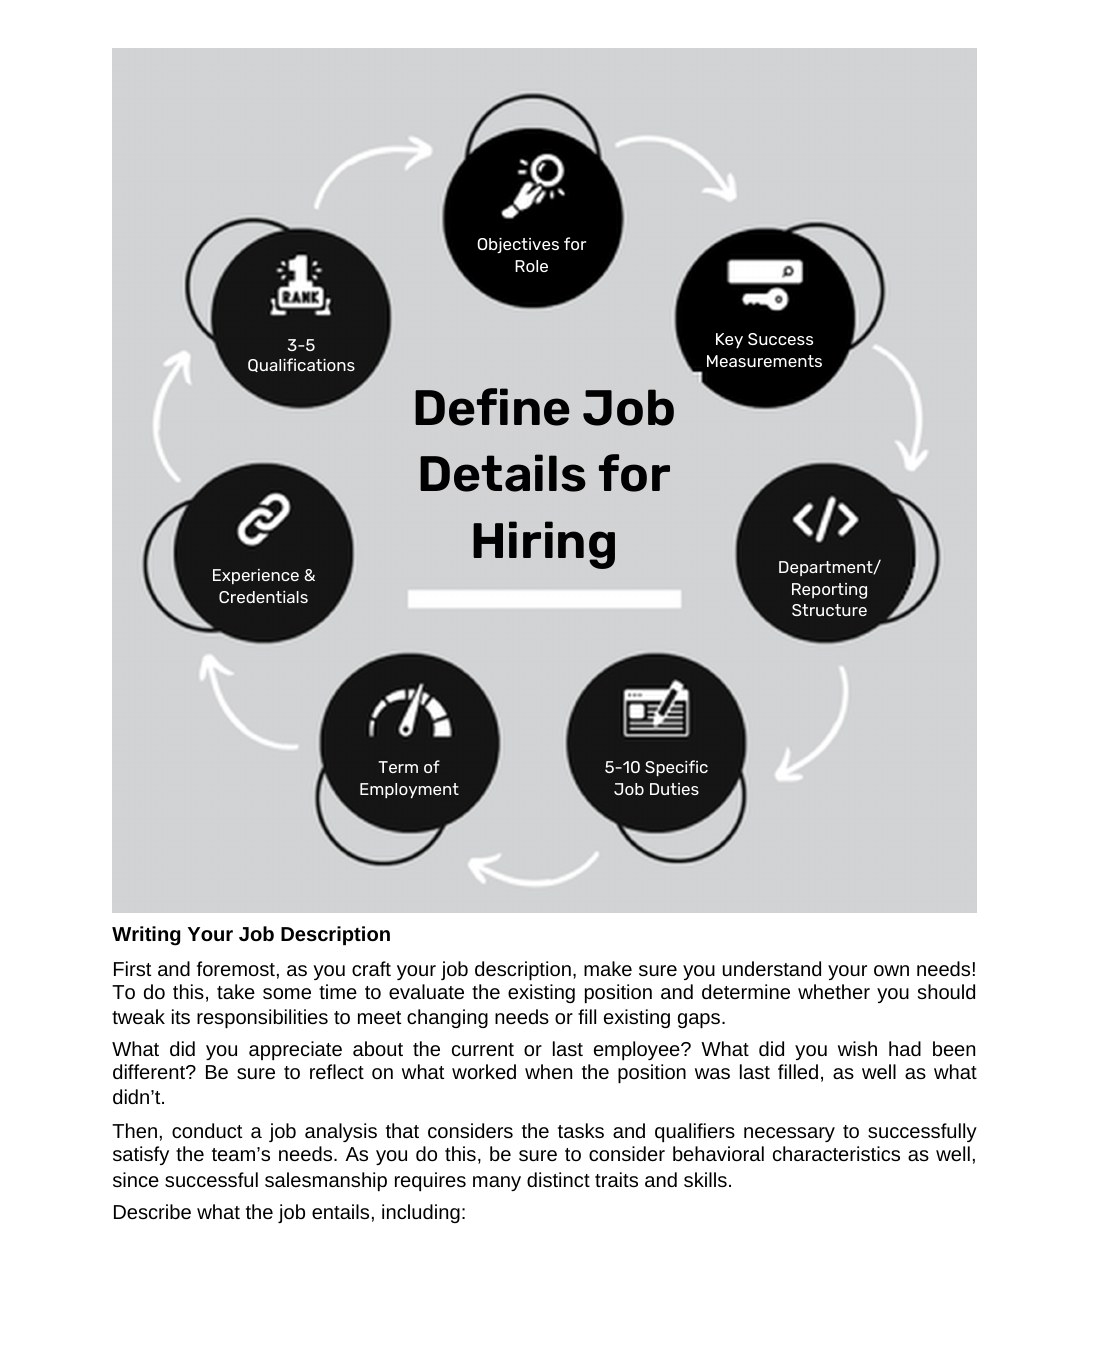 Objectives for
Role
Key Success
Measurements
Department/
Reporting
Structure
5-10 Specific
Job Duties
Term of
Employment
Experience &
Credentials
1
RANK
3-5
Qualifications
Define Job
Details for
Hiring
Writing Your Job Description
First and foremost, as you craft your job description, make sure you understand your own needs!
To do this, take some time to evaluate the existing position and determine whether you should
tweak its responsibilities to meet changing needs or fill existing gaps.
What did you appreciate about the current or last employee? What did you wish had been
different? Be sure to reflect on what worked when the position was last filled, as well as what
didn’t.
Then, conduct a job analysis that considers the tasks and qualifiers necessary to successfully
satisfy the team’s needs. As you do this, be sure to consider behavioral characteristics as well,
since successful salesmanship requires many distinct traits and skills.
Describe what the job entails, including: